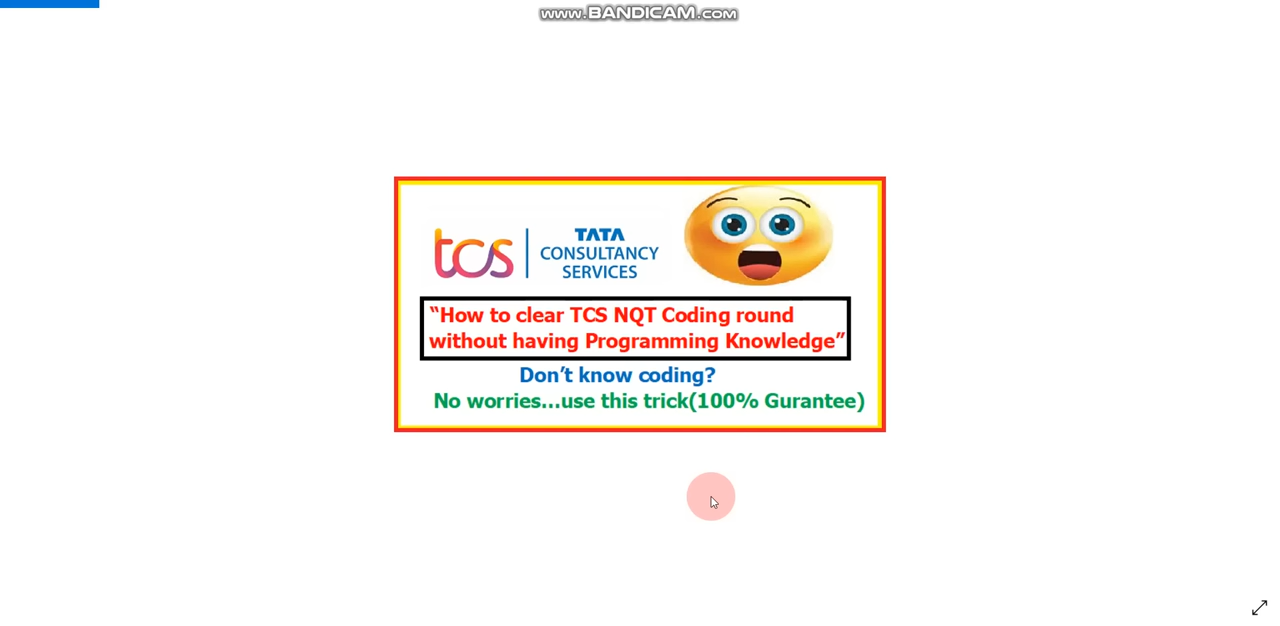 www.BANDICAM.com
tcs
TATA
CONSULTANCY
SERVICES
“How to clear TCS NQT Coding round
without having Programming Knowledge”
Don’t know coding?
No worries...use this trick(100% Gurantee)